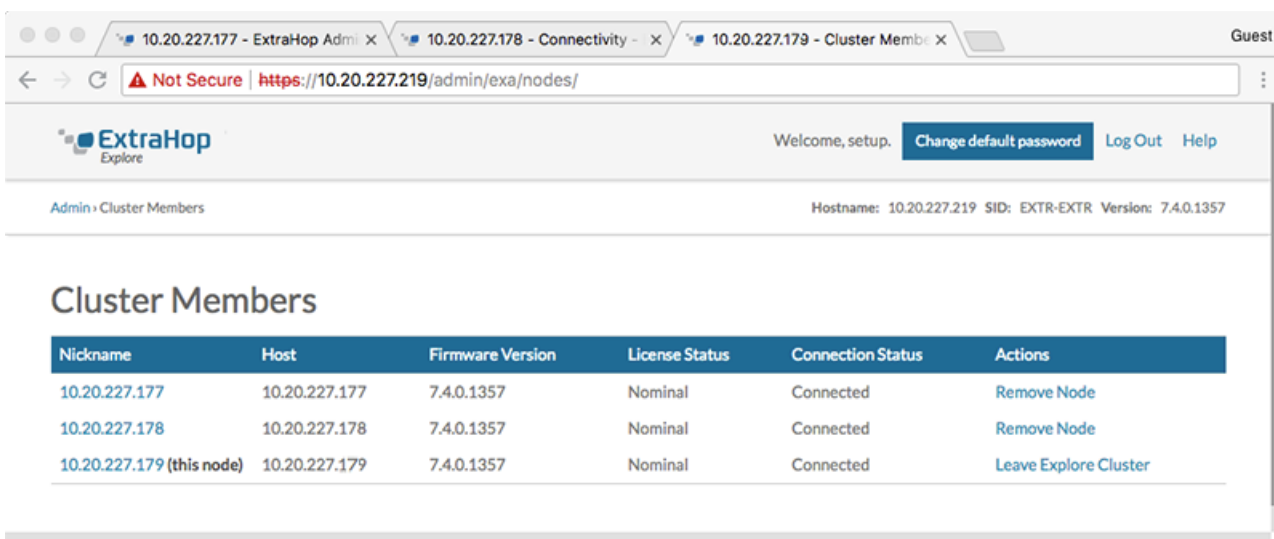 10.20.227.177 - ExtraHop Admi 10.20.227.178 - Connectivity - 10.20.227.179 - Cluster Membe Guest
Not Secure https://10.20.227.219/admin/exa/nodes/
ExtraHop
Explore
Welcome, setup. Change default password Log Out Help
Admin › Cluster Members Hostname: 10.20.227.219 SID: EXTR-EXTR Version: 7.4.0.1357
Cluster Members
Nickname Host Firmware Version License Status Connection Status Actions
10.20.227.177 10.20.227.177 7.4.0.1357 Nominal Connected Remove Node
10.20.227.178 10.20.227.178 7.4.0.1357 Nominal Connected Remove Node
10.20.227.179 (this node) 10.20.227.179 7.4.0.1357 Nominal Connected Leave Explore Cluster